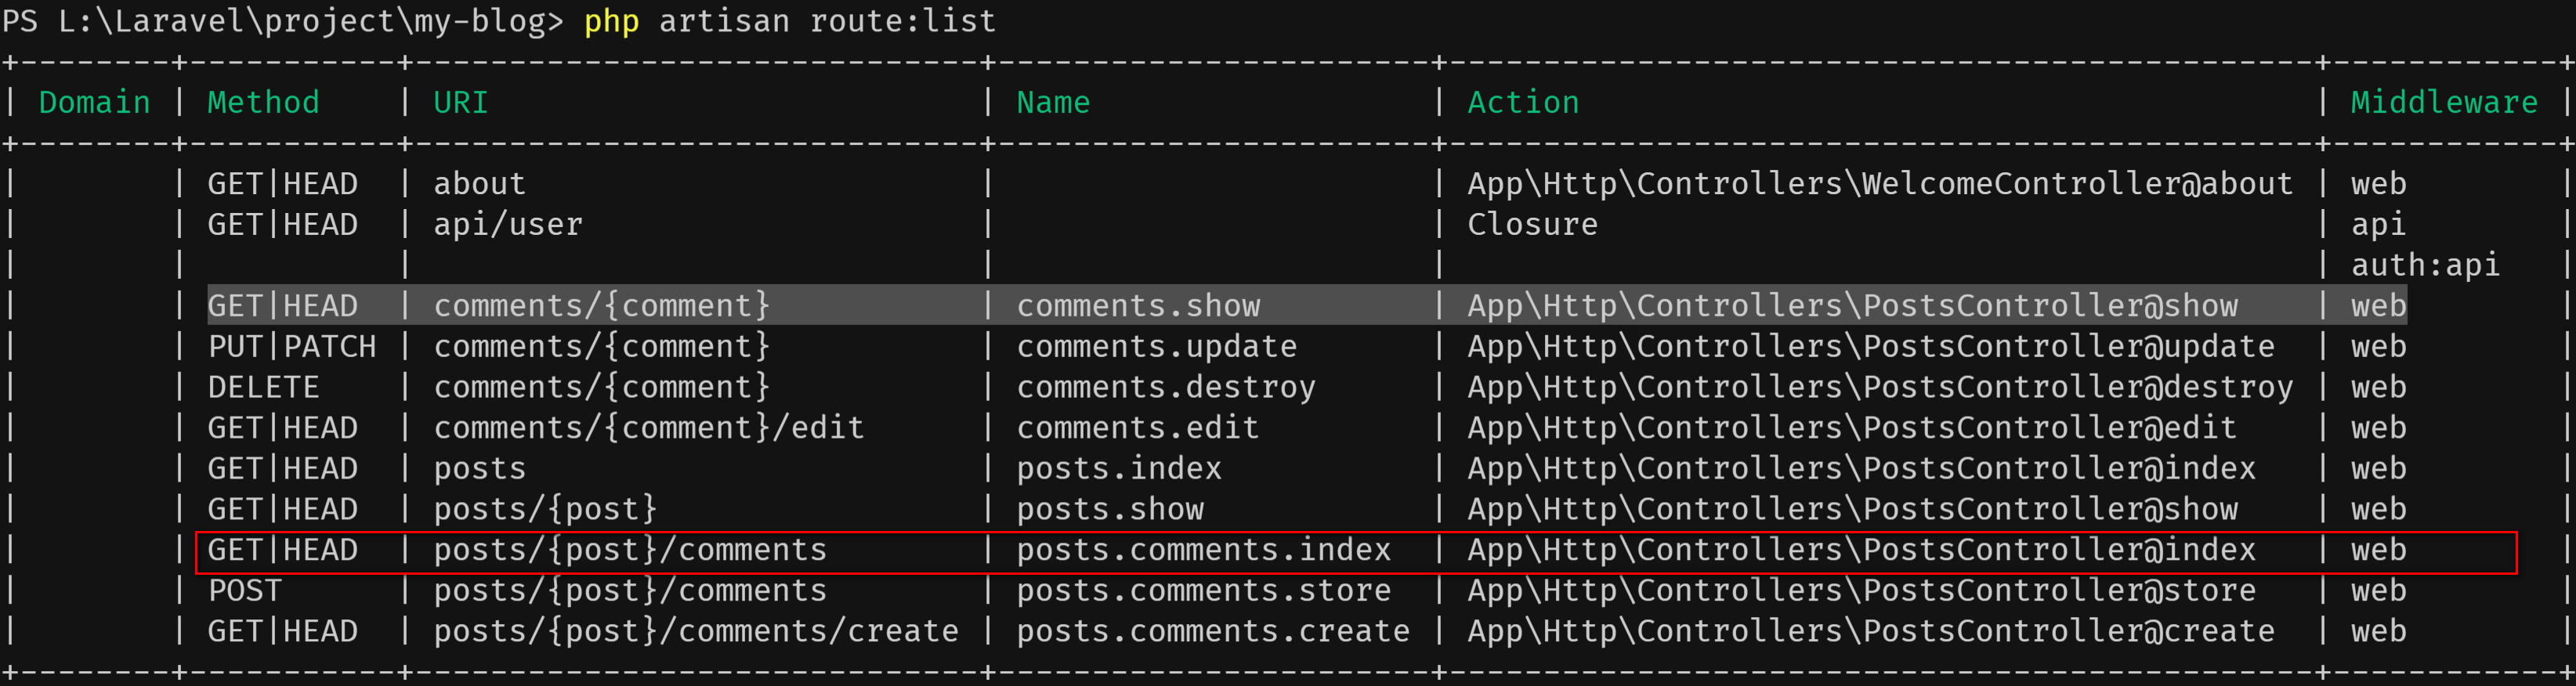 PS L:\Laravel\project\my-blog> php artisan route:list
+--------+-----------+------------------------------+------------------------+----------------------------------------------+------------+
| Domain | Method    | URI                          | Name                   | Action                                       | Middleware |
+--------+-----------+------------------------------+------------------------+----------------------------------------------+------------+
|        | GET|HEAD  | about                        |                        | App\Http\Controllers\WelcomeController@about | web        |
|        | GET|HEAD  | api/user                     |                        | Closure                                      | api        |
|        |           |                              |                        |                                              | auth:api   |
|        | GET|HEAD  | comments/{comment}           | comments.show          | App\Http\Controllers\PostsController@show    | web        |
|        | PUT|PATCH | comments/{comment}           | comments.update        | App\Http\Controllers\PostsController@update  | web        |
|        | DELETE    | comments/{comment}           | comments.destroy       | App\Http\Controllers\PostsController@destroy | web        |
|        | GET|HEAD  | comments/{comment}/edit      | comments.edit          | App\Http\Controllers\PostsController@edit    | web        |
|        | GET|HEAD  | posts                        | posts.index            | App\Http\Controllers\PostsController@index   | web        |
|        | GET|HEAD  | posts/{post}                 | posts.show             | App\Http\Controllers\PostsController@show    | web        |
|        | GET|HEAD  | posts/{post}/comments        | posts.comments.index   | App\Http\Controllers\PostsController@index   | web        |
|        | POST      | posts/{post}/comments        | posts.comments.store   | App\Http\Controllers\PostsController@store   | web        |
|        | GET|HEAD  | posts/{post}/comments/create | posts.comments.create  | App\Http\Controllers\PostsController@create  | web        |
+--------+-----------+------------------------------+------------------------+----------------------------------------------+------------+